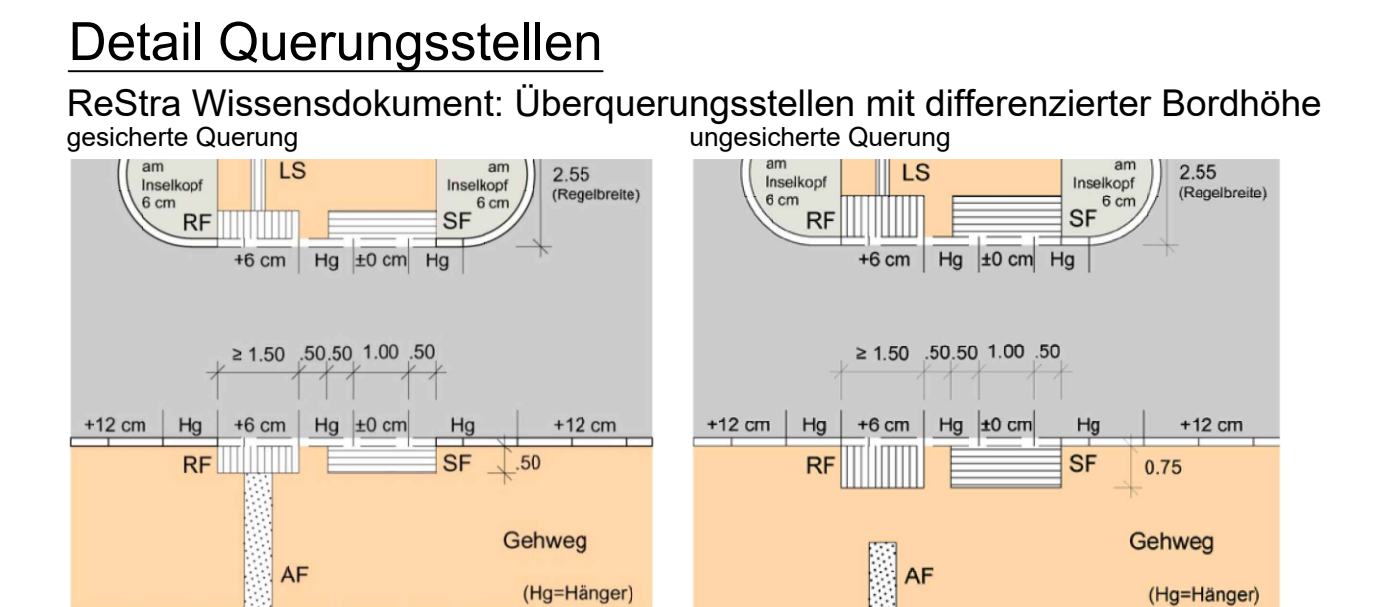 Detail Querungsstellen
ReStra Wissensdokument: Überquerungsstellen mit differenzierter Bordhöhe
gesicherte Querung
am
Inselkopf
6 cm
RF
LS
am
Inselkopf
6 cm
SF
2.55
(Regelbreite)
+6 cm Hg ±0 cm Hg
≥ 1.50 .50 .50 1.00 .50
+12 cm Hg +6 cm Hg ±0 cm Hg +12 cm
RF SF .50
Gehweg
AF
(Hg=Hänger)
ungesicherte Querung
am
Inselkopf
6 cm
RF
LS
am
Inselkopf
6 cm
SF
2.55
(Regelbreite)
+6 cm Hg ±0 cm Hg
≥ 1.50 .50 .50 1.00 .50
+12 cm Hg +6 cm Hg ±0 cm Hg +12 cm
RF SF 0.75
Gehweg
AF
(Hg=Hänger)